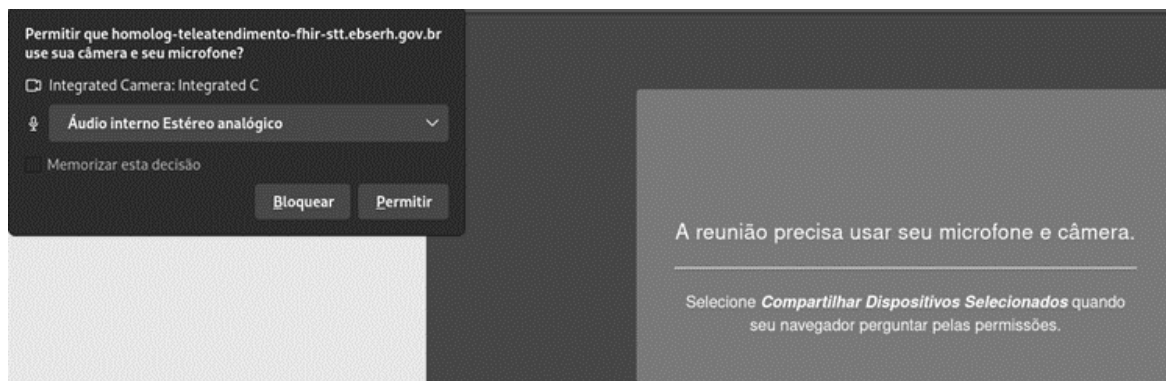 Permitir que homolog-teleatendimento-fhir-stt.ebserh.gov.br
use sua câmera e seu microfone?
Integrated Camera: Integrated C
Áudio interno Estéreo analógico
Memorizar esta decisão
Bloquear
Permitir
A reunião precisa usar seu microfone e câmera.
Selecione Compartilhar Dispositivos Selecionados quando
seu navegador perguntar pelas permissões.